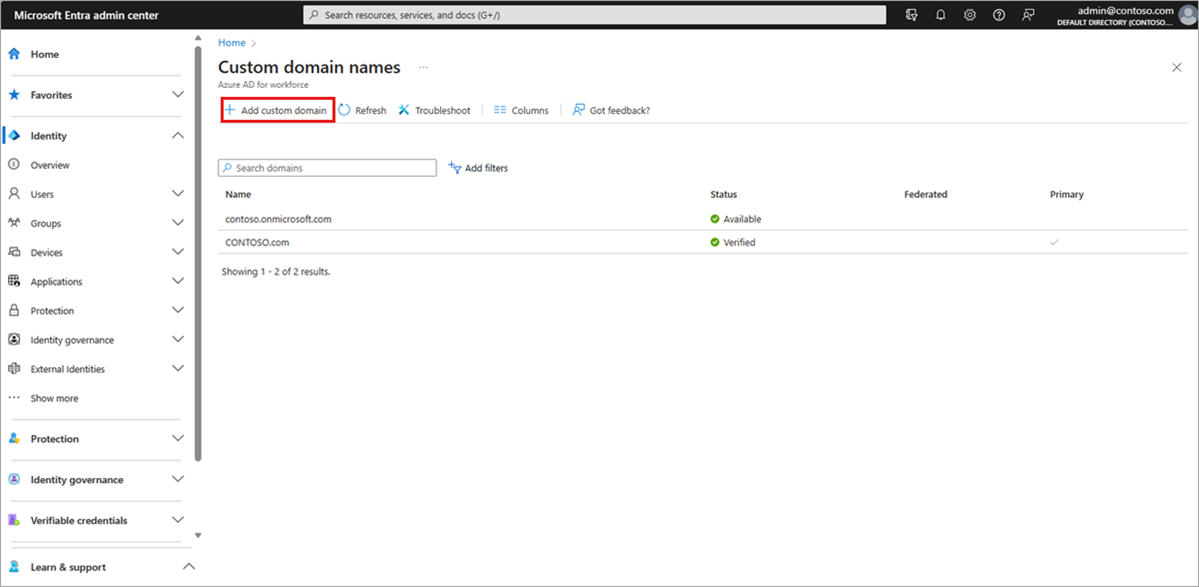 Microsoft Entra admin center
Search resources, services, and docs (G+/)
admin@contoso.com
DEFAULT DIRECTORY (CONTOSO....
Home
Favorites
Identity
Overview
Users
Groups
Devices
Applications
Protection
Identity governance
External Identities
Show more
Protection
Identity governance
Verifiable credentials
Learn & support
Home
Custom domain names
Azure AD for workforce
Add custom domain Refresh Troubleshoot Columns Got feedback?
Search domains Add filters
Name Status Federated Primary
contoso.onmicrosoft.com Available
CONTOSO.com Verified
Showing 1 - 2 of 2 results.